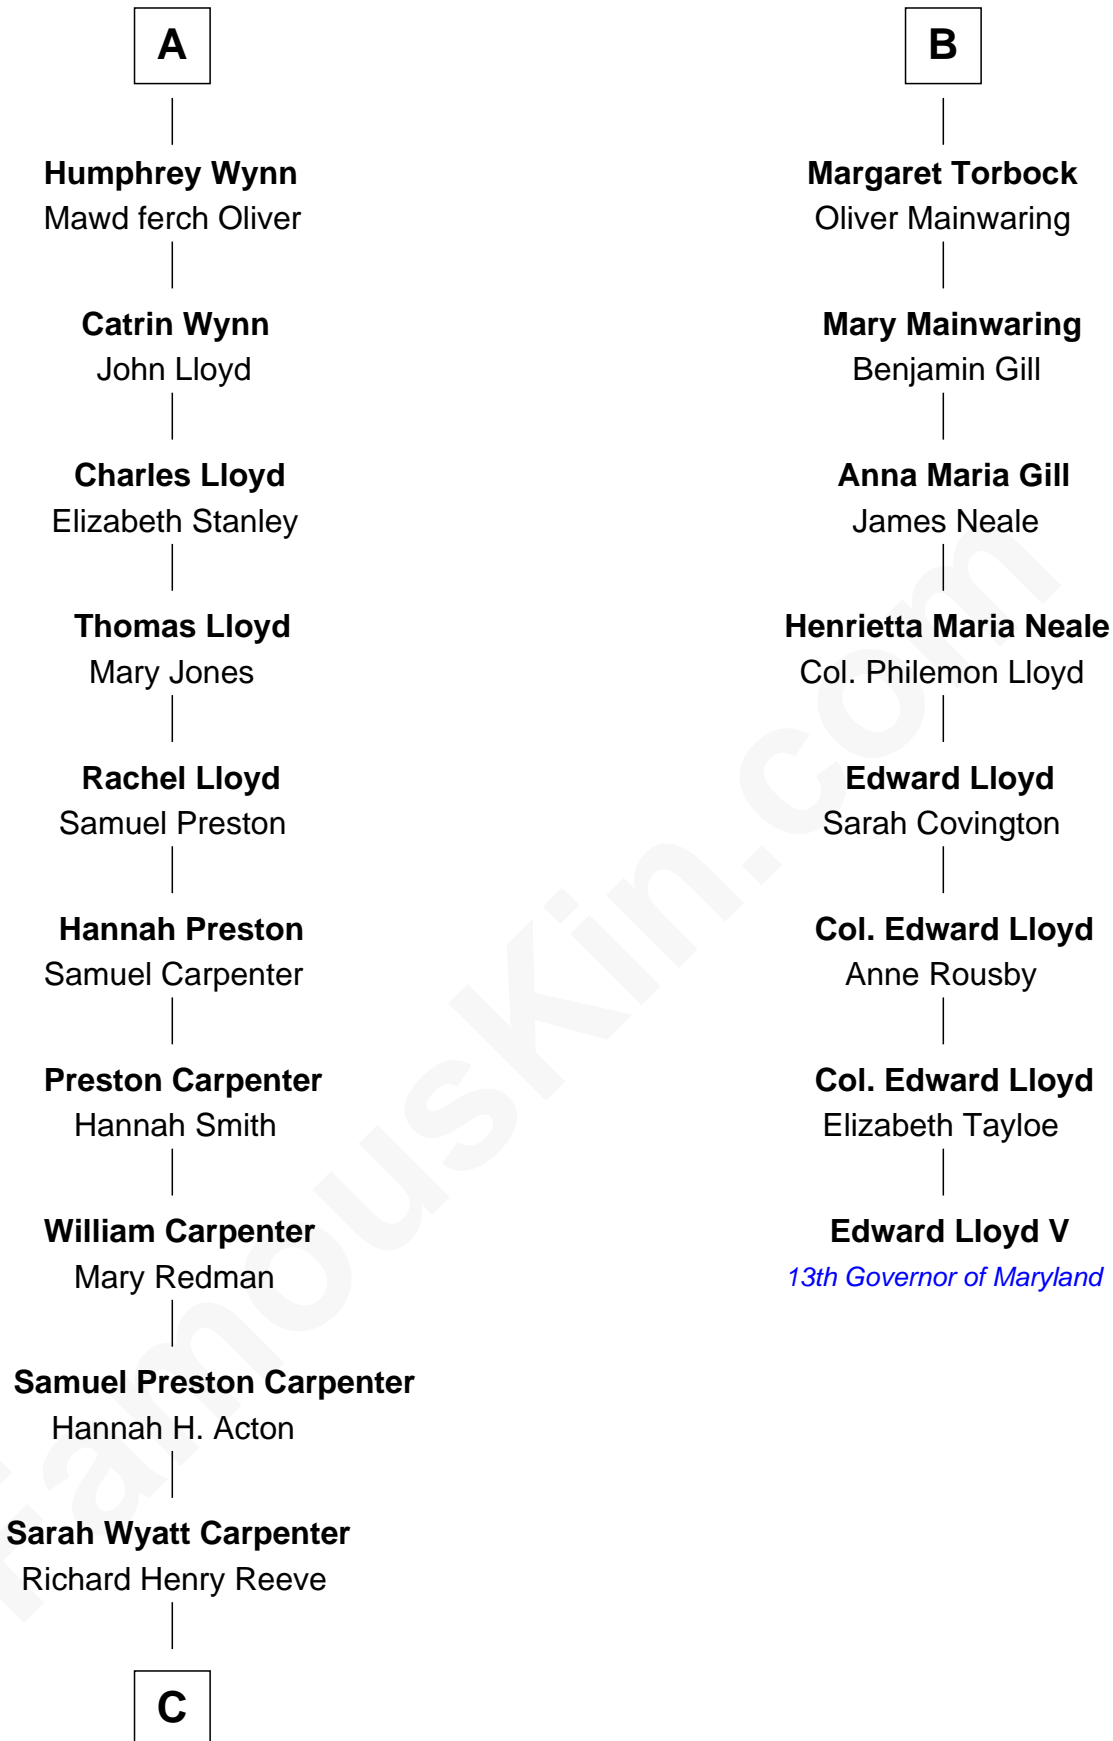 A
Humphrey Wynn
Mawd ferch Oliver
Catrin Wynn
John Lloyd
Charles Lloyd
Elizabeth Stanley
Thomas Lloyd
Mary Jones
Rachel Lloyd
Samuel Preston
Hannah Preston
Samuel Carpenter
Preston Carpenter
Hannah Smith
William Carpenter
Mary Redman
Samuel Preston Carpenter
Hannah H. Acton
Sarah Wyatt Carpenter
Richard Henry Reeve
C
B
Margaret Torbock
Oliver Mainwaring
Mary Mainwaring
Benjamin Gill
Anna Maria Gill
James Neale
Henrietta Maria Neale
Col. Philemon Lloyd
Edward Lloyd
Sarah Covington
Col. Edward Lloyd
Anne Rousby
Col. Edward Lloyd
Elizabeth Tayloe
Edward Lloyd V
13th Governor of Maryland
FamousKin.com